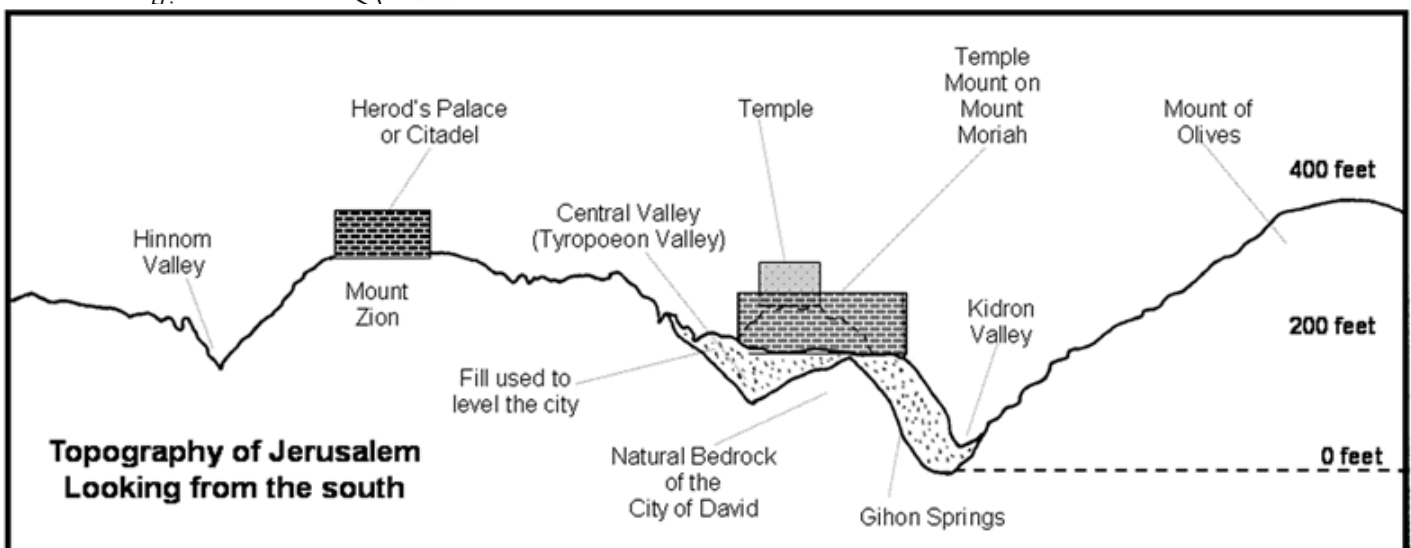 Herod's Palace
or Citadel
Temple
Temple
Mount on
Mount
Moriah
Mount of
Olives
400 feet
Hinnom
Valley
Central Valley
(Tyropoeon Valley)
Mount
Zion
Kidron
Valley
200 feet
Fill used to
level the city
Topography of Jerusalem
Looking from the south
Natural Bedrock
of the
City of David
Gihon Springs
0 feet